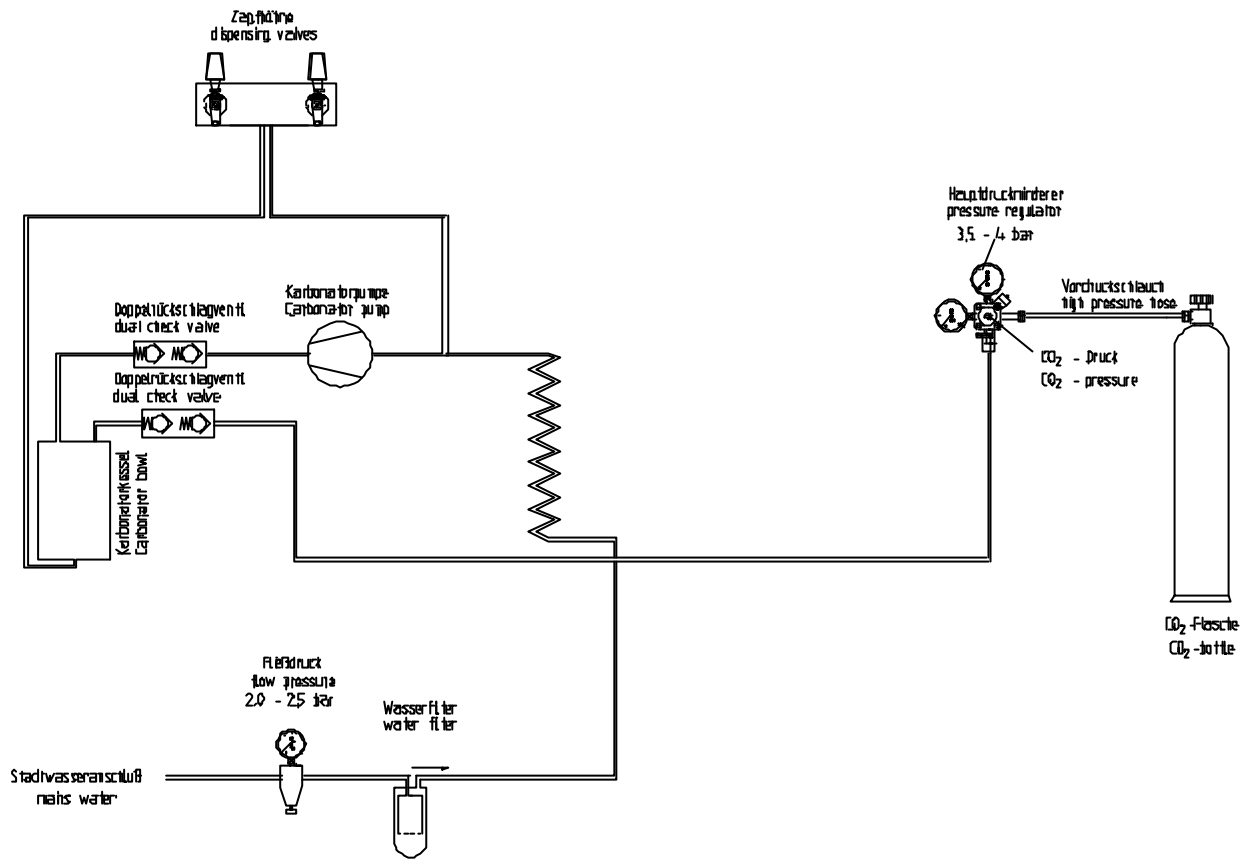 Zapfhähne
dispensing valves
Hauptdruckminderer
pressure regulator
3,5 - 4 bar
Vordruckschlauch
high pressure hose
Karbonatorpumpe
Carbonator pump
Doppelrückschlagventil
dual check valve
CO₂ - Druck
CO₂ - pressure
Doppelrückschlagventil
dual check valve
Karbonatorkessel
Carbonator bowl
CO₂ -Flasche
CO₂ -bottle
Fließdruck
flow pressure
2.0 - 2,5 bar
Wasserfilter
water filter
Stadtwasseranschluß
mains water